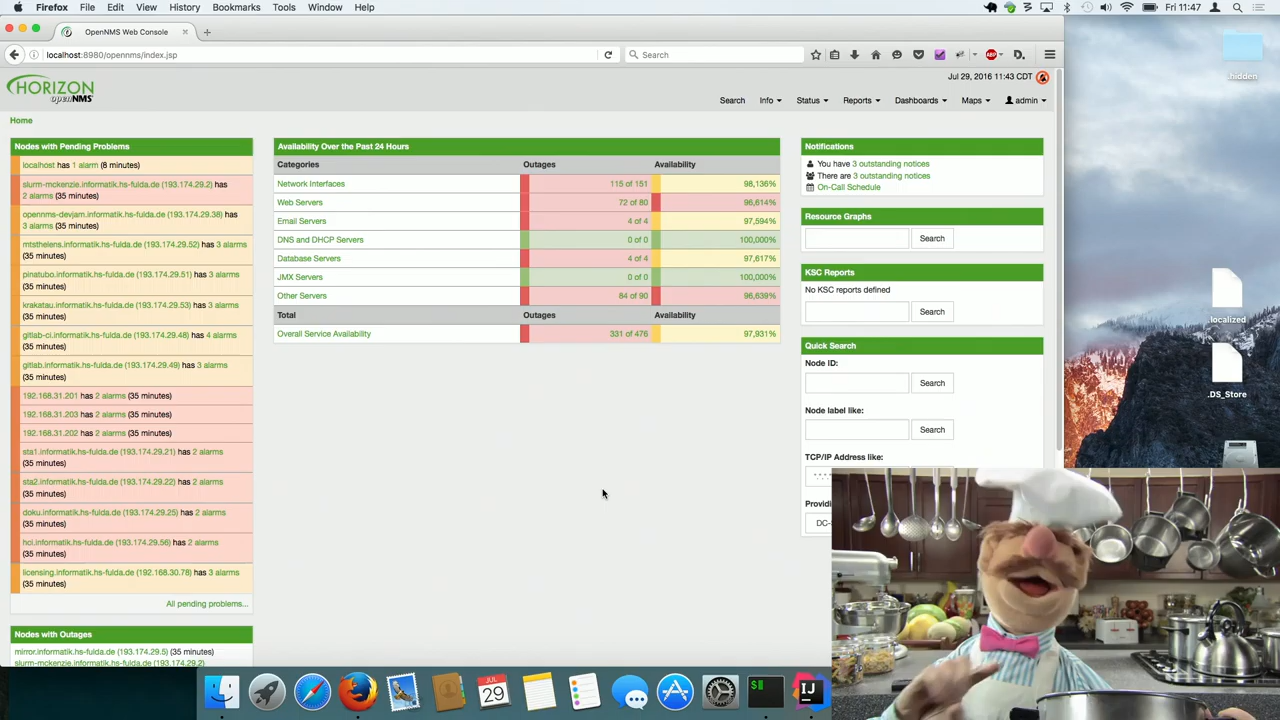 Firefox File Edit View History Bookmarks Tools Window Help Fri 11:47
OpenNMS Web Console
localhost:8980/opennms/index.jsp Search ABP D.
HORIZON
openNMS
Jul 29, 2016 11:43 CDT
Search Info Status Reports Dashboards Maps admin
Home
Nodes with Pending Problems
localhost has 1 alarm (8 minutes)
slurm-mckenzie.informatik.hs-fulda.de (193.174.29.2) has
2 alarms (35 minutes)
opennms-devjam.informatik.hs-fulda.de (193.174.29.38) has
3 alarms (35 minutes)
mtsthelens.informatik.hs-fulda.de (193.174.29.52) has 3 alarms
(35 minutes)
pinatubo.informatik.hs-fulda.de (193.174.29.51) has 3 alarms
(35 minutes)
krakatau.informatik.hs-fulda.de (193.174.29.53) has 3 alarms
(35 minutes)
gitlab-ci.informatik.hs-fulda.de (193.174.29.48) has 4 alarms
(35 minutes)
gitlab.informatik.hs-fulda.de (193.174.29.49) has 3 alarms
(35 minutes)
192.168.31.201 has 2 alarms (35 minutes)
192.168.31.203 has 2 alarms (35 minutes)
192.168.31.202 has 2 alarms (35 minutes)
sta1.informatik.hs-fulda.de (193.174.29.21) has 2 alarms
(35 minutes)
sta2.informatik.hs-fulda.de (193.174.29.22) has 2 alarms
(35 minutes)
doku.informatik.hs-fulda.de (193.174.29.25) has 2 alarms
(35 minutes)
hci.informatik.hs-fulda.de (193.174.29.56) has 2 alarms
(35 minutes)
licensing.informatik.hs-fulda.de (192.168.30.78) has 3 alarms
(35 minutes)
All pending problems...
Nodes with Outages
mirror.informatik.hs-fulda.de (193.174.29.5) (35 minutes)
slurm-mckenzie.informatik.hs-fulda.de (193.174.29.2)
Availability Over the Past 24 Hours
Categories Outages Availability
Network Interfaces 115 of 151 98,136%
Web Servers 72 of 80 96,614%
Email Servers 4 of 4 97,594%
DNS and DHCP Servers 0 of 0 100,000%
Database Servers 4 of 4 97,617%
JMX Servers 0 of 0 100,000%
Other Servers 84 of 90 96,639%
Total Outages Availability
Overall Service Availability 331 of 476 97,931%
Notifications
You have 3 outstanding notices
There are 3 outstanding notices
On-Call Schedule
Resource Graphs
Search
KSC Reports
No KSC reports defined
Search
Quick Search
Node ID:
Search
Node label like:
Search
TCP/IP Address like:
*.*.*.*
Providi
DC-
.hidden
.localized
.DS_Store
JUL
29
$
IJ